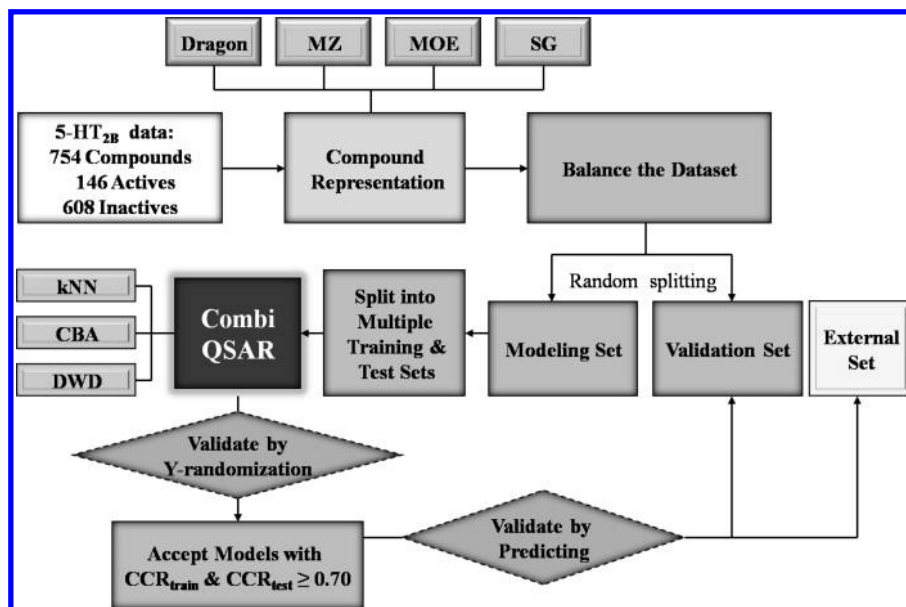 Dragon
MZ
MOE
SG
5-HT2B data:
754 Compounds
146 Actives
608 Inactives
Compound
Representation
Balance the Dataset
Random splitting
kNN
CBA
DWD
Combi
QSAR
Split into
Multiple
Training &
Test Sets
Modeling Set
Validation Set
External
Set
Validate by
Y-randomization
Accept Models with
CCRtrain & CCRtest ≥ 0.70
Validate by
Predicting